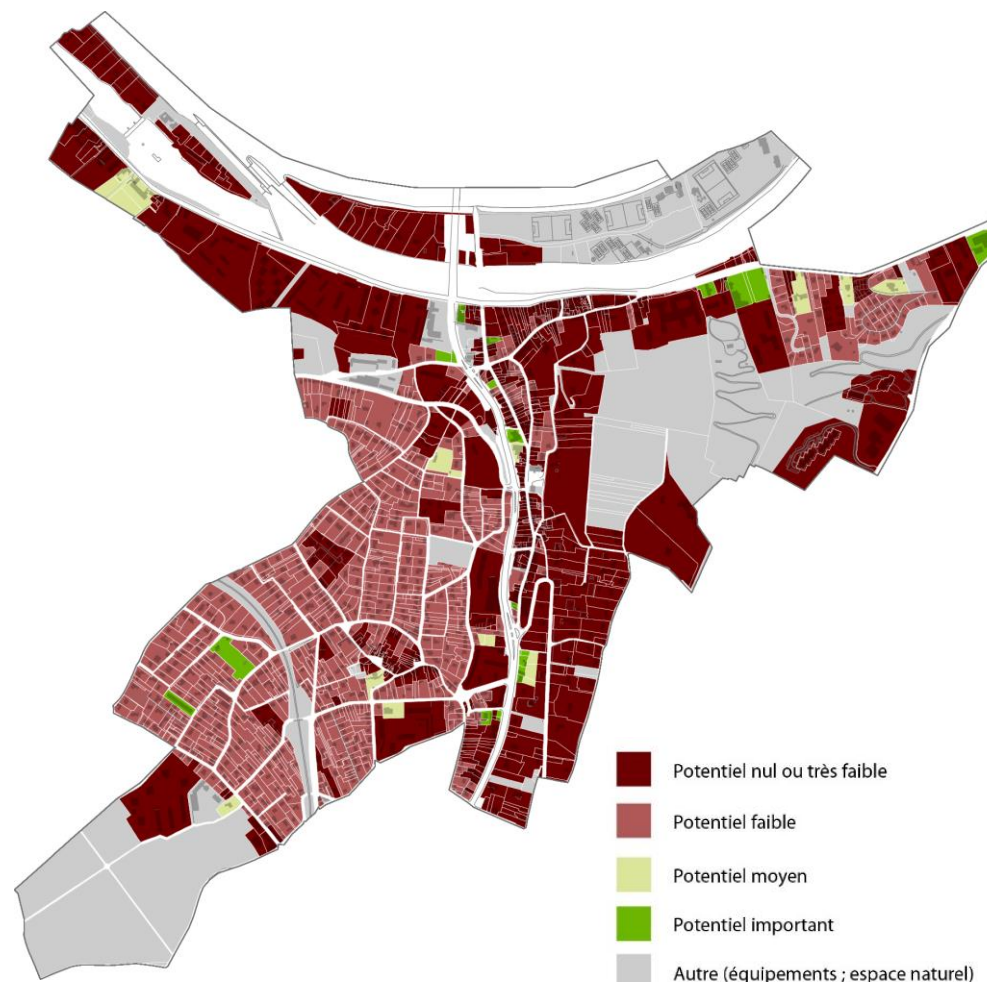 Potentiel nul ou très faible
Potentiel faible
Potentiel moyen
Potentiel important
Autre (équipements ; espace naturel)